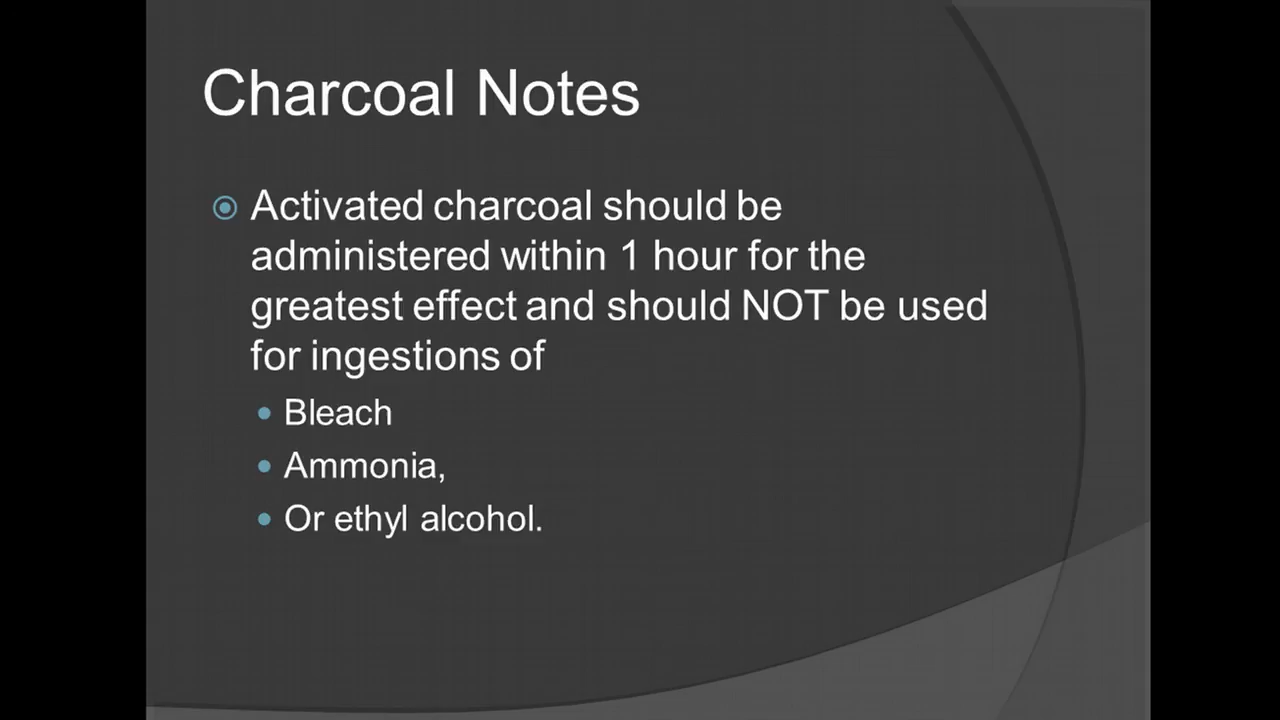 Charcoal Notes
Activated charcoal should be
administered within 1 hour for the
greatest effect and should NOT be used
for ingestions of
Bleach
Ammonia,
Or ethyl alcohol.